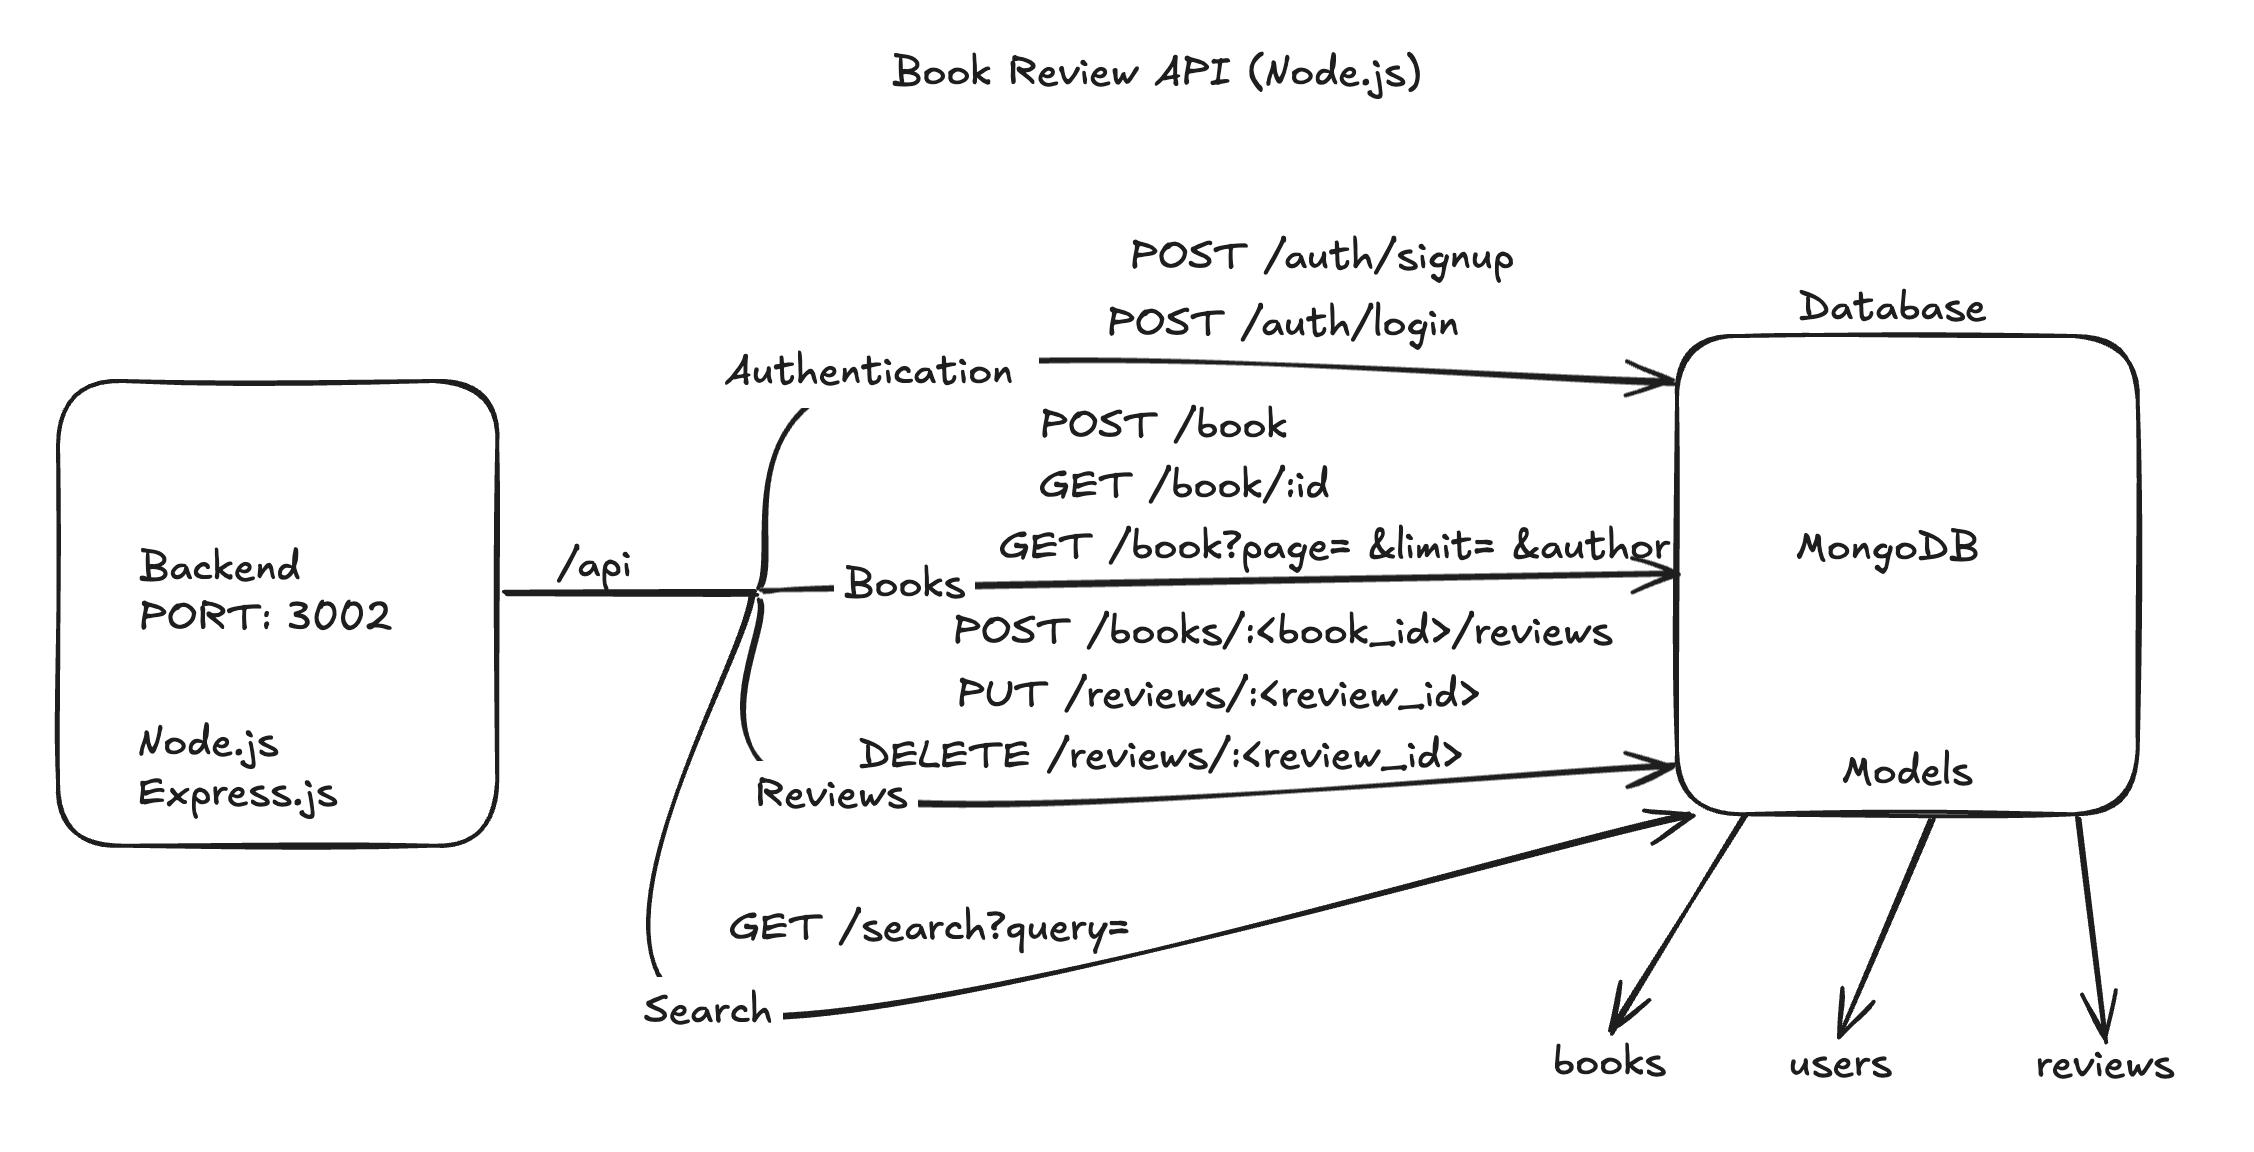 Book Review API (Node.js)
POST /auth/signup
POST /auth/login
Authentication
POST /book
GET /book/:id
GET /book?page= &limit= &author
/api
Books
POST /books/:<book_id>/reviews
PUT /reviews/:<review_id>
DELETE /reviews/:<review_id>
Reviews
GET /search?query=
Search
Backend
PORT: 3002
Node.js
Express.js
Database
MongoDB
Models
books
users
reviews